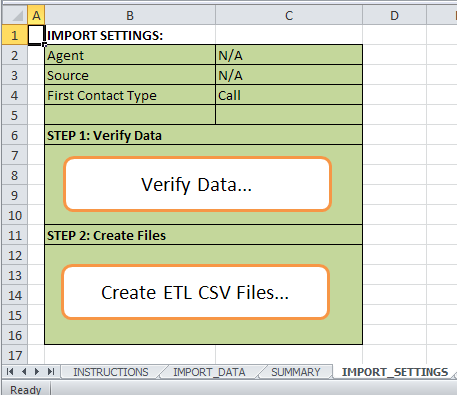 A B C D
1 IMPORT SETTINGS:
2 Agent N/A
3 Source N/A
4 First Contact Type Call
5
6 STEP 1: Verify Data
7
8 Verify Data...
9
10
11 STEP 2: Create Files
12
13 Create ETL CSV Files...
14
15
16
17
INSTRUCTIONS IMPORT_DATA SUMMARY IMPORT_SETTINGS
Ready